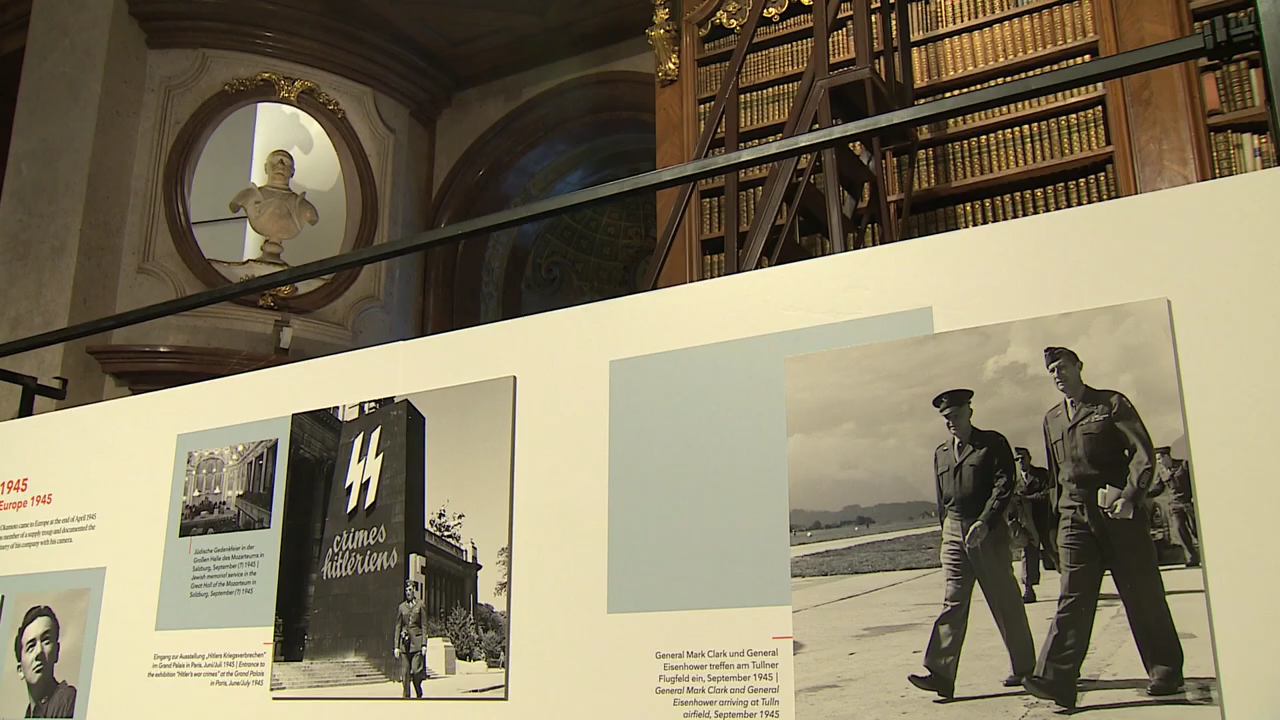 1945
Europe 1945
Okamoto came to Europe at the end of April 1945
member of a supply troup and documented the
of his company with his camera.
Jüdische Gedenkfeier in der
Großen Halle des Mozarteums in
Salzburg, September (?) 1945 |
Jewish memorial service in the
Great Hall of the Mozarteum in
Salzburg, September (?) 1945
crimes
hitlériens
Eingang zur Ausstellung „Hitlers Kriegsverbrechen"
im Grand Palais in Paris, Juni/Juli 1945 | Entrance to
the exhibition "Hitler's war crimes" at the Grand Palais
in Paris, June/July 1945
General Mark Clark und General
Eisenhower treffen am Tullner
Flugfeld ein, September 1945 |
General Mark Clark and General
Eisenhower arriving at Tulln
airfield, September 1945